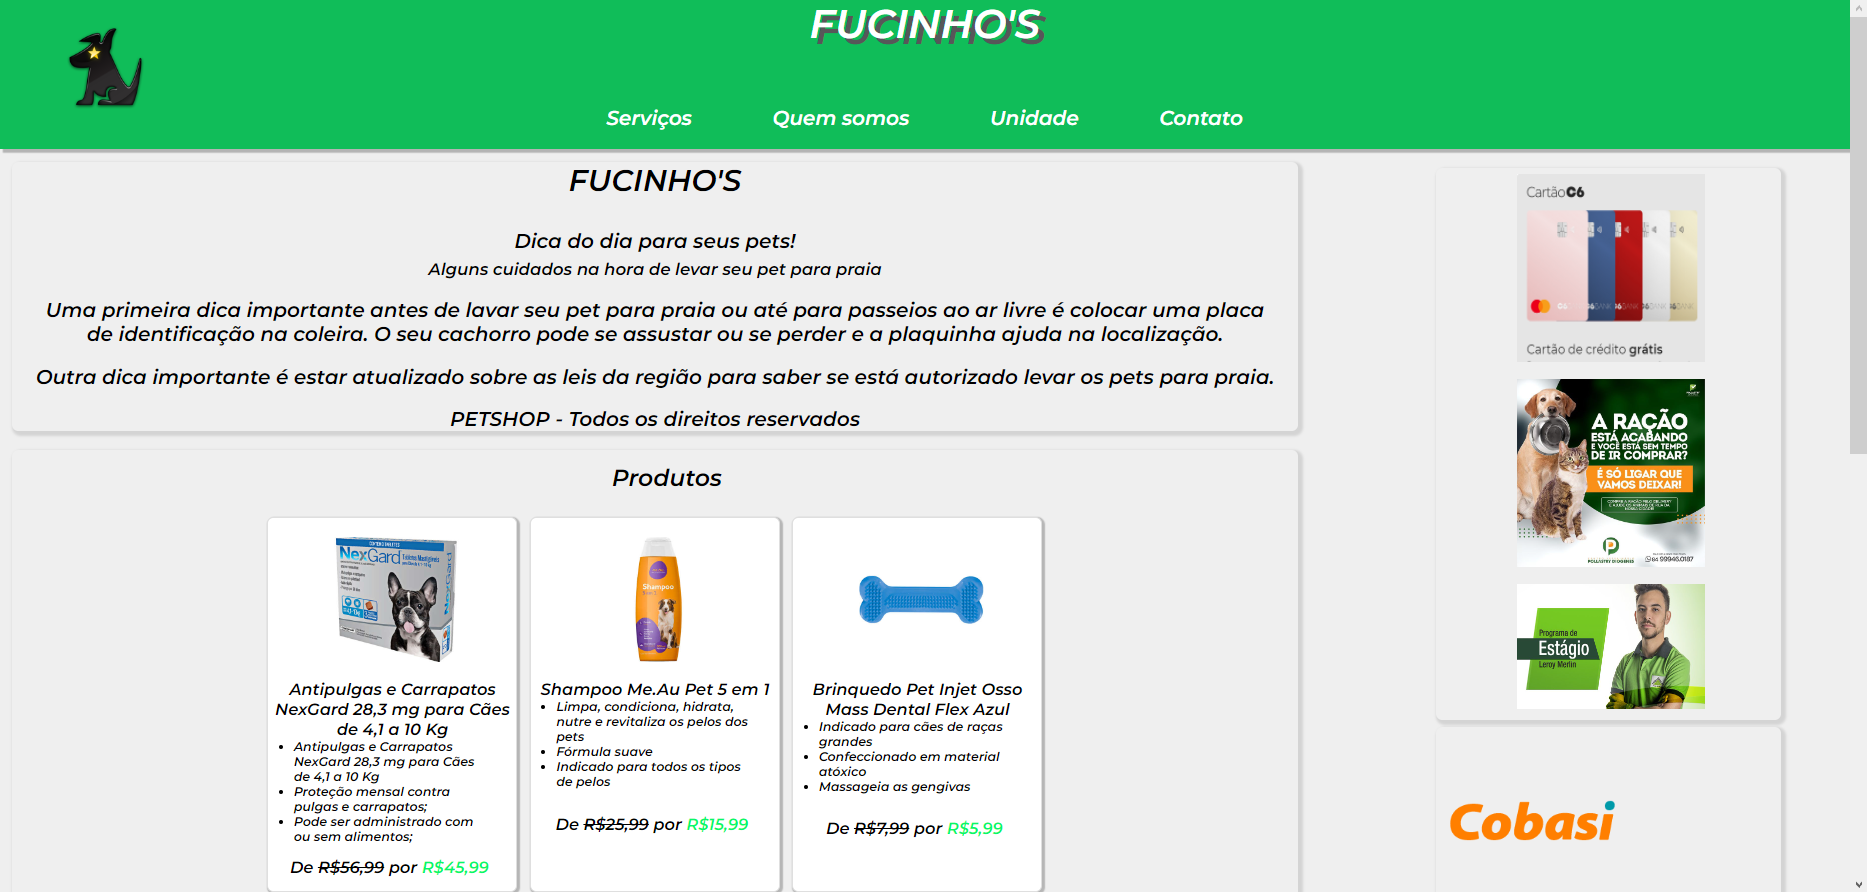 FUCINHO'S
Serviços
Quem somos
Unidade
Contato
FUCINHO'S
Dica do dia para seus pets!
Alguns cuidados na hora de levar seu pet para praia
Uma primeira dica importante antes de lavar seu pet para praia ou até para passeios ao ar livre é colocar uma placa
de identificação na coleira. O seu cachorro pode se assustar ou se perder e a plaquinha ajuda na localização.
Outra dica importante é estar atualizado sobre as leis da região para saber se está autorizado levar os pets para praia.
PETSHOP - Todos os direitos reservados
Produtos
NexGard
Antipulgas e Carrapatos
NexGard 28,3 mg para Cães
de 4,1 a 10 Kg
• Antipulgas e Carrapatos
NexGard 28,3 mg para Cães
de 4,1 a 10 Kg
• Proteção mensal contra
pulgas e carrapatos;
• Pode ser administrado com
ou sem alimentos;
De R$56,99 por R$45,99
Shampoo
Shampoo Me.Au Pet 5 em 1
• Limpa, condiciona, hidrata,
nutre e revitaliza os pelos dos
pets
• Fórmula suave
• Indicado para todos os tipos
de pelos
De R$25,99 por R$15,99
Brinquedo Pet Injet Osso
Mass Dental Flex Azul
• Indicado para cães de raças
grandes
• Confeccionado em material
atóxico
• Massageia as gengivas
De R$7,99 por R$5,99
Cartão C6
Cartão de crédito grátis
A RAÇÃO
ESTÁ ACABANDO
E VOCÊ ESTÁ SEM TEMPO
DE IR COMPRAR?
É SÓ LIGAR QUE
VAMOS DEIXAR!
Programa de
Estágio
Leroy Merlin
Cobasi